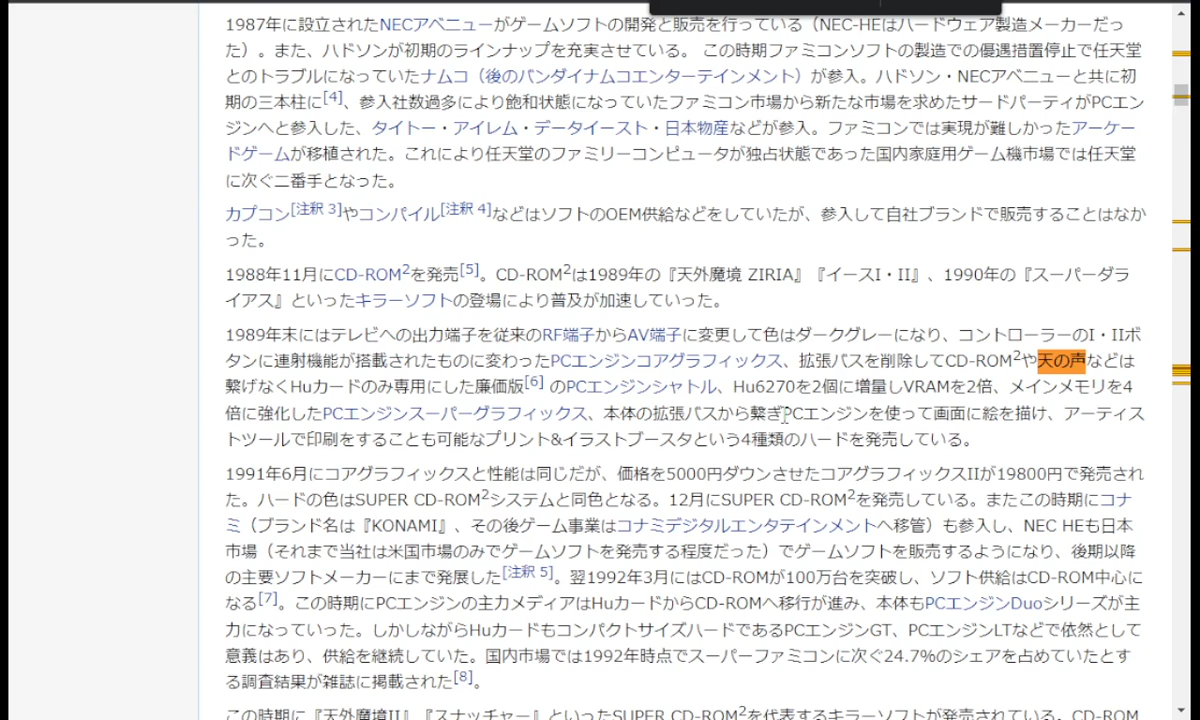 1987年に設立されたNECアベニューがゲームソフトの開発と販売を行っている（NEC-HEはハードウェア製造メーカーだっ
た）。また、ハドソンが初期のラインナップを充実させている。 この時期ファミコンソフトの製造での優遇措置停止で任天堂
とのトラブルになっていたナムコ（後のバンダイナムコエンターテインメント）が参入。ハドソン・NECアベニューと共に初
期の三本柱に[4]、参入社数過多により飽和状態になっていたファミコン市場から新たな市場を求めたサードパーティがPCエン
ジンへと参入した、タイトー・アイレム・データイースト・日本物産などが参入。ファミコンでは実現が難しかったアーケー
ドゲームが移植された。これにより任天堂のファミリーコンピュータが独占状態であった国内家庭用ゲーム機市場では任天堂
に次ぐ二番手となった。
カプコン[注釈 3]やコンパイル[注釈 4]などはソフトのOEM供給などをしていたが、参入して自社ブランドで販売することはなか
った。
1988年11月にCD-ROM2を発売[5]。CD-ROM2は1989年の『天外魔境 ZIRIA』『イースI・II』、1990年の『スーパーダラ
イアス』といったキラーソフトの登場により普及が加速していった。
1989年末にはテレビへの出力端子を従来のRF端子からAV端子に変更して色はダークグレーになり、コントローラーのI・IIボ
タンに連射機能が搭載されたものに変わったPCエンジンコアグラフィックス、拡張バスを削除してCD-ROM2や天の声などは
繋げなくHuカードのみ専用にした廉価版[6] のPCエンジンシャトル、Hu6270を2個に増量しVRAMを2倍、メインメモリを4
倍に強化したPCエンジンスーパーグラフィックス、本体の拡張バスから繋ぎPCエンジンを使って画面に絵を描け、アーティス
トツールで印刷をすることも可能なプリント&イラストブースタという4種類のハードを発売している。
1991年6月にコアグラフィックスと性能は同じだが、価格を5000円ダウンさせたコアグラフィックスIIが19800円で発売され
た。ハードの色はSUPER CD-ROM2システムと同色となる。12月にSUPER CD-ROM2を発売している。またこの時期にコナ
ミ（ブランド名は『KONAMI』、その後ゲーム事業はコナミデジタルエンタテインメントへ移管）も参入し、NEC HEも日本
市場（それまで当社は米国市場のみでゲームソフトを発売する程度だった）でゲームソフトを販売するようになり、後期以降
の主要ソフトメーカーにまで発展した[注釈 5]。翌1992年3月にはCD-ROMが100万台を突破し、ソフト供給はCD-ROM中心に
なる[7]。この時期にPCエンジンの主力メディアはHuカードからCD-ROMへ移行が進み、本体もPCエンジンDuoシリーズが主
力になっていった。しかしながらHuカードもコンパクトサイズハードであるPCエンジンGT、PCエンジンLTなどで依然として
意義はあり、供給を継続していた。国内市場では1992年時点でスーパーファミコンに次ぐ24.7%のシェアを占めていたとす
る調査結果が雑誌に掲載された[8]。
この時期に『天外魔境II』『スナッチャー』といったSUPER CD-ROM2を代表するキラーソフトが発売されている。CD-ROM